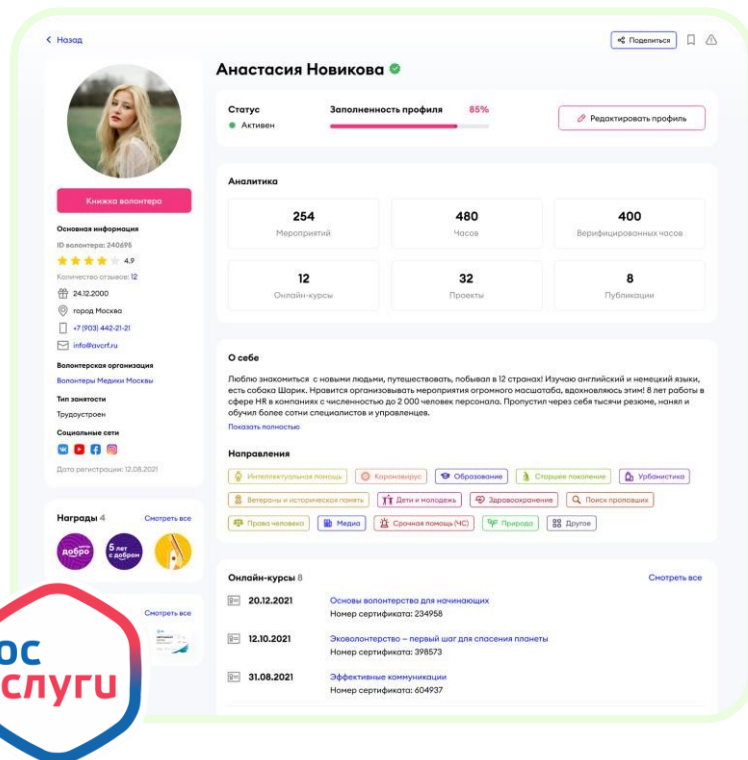 Назад
Поделиться
Анастасия Новикова
Статус
Активен
Заполненность профиля 85%
Редактировать профиль
Книжка волонтера
Основная информация
ID волонтера: 240695
4.9
Количество отзывов: 12
24.12.2000
город Москва
+7 (903) 442-21-21
info@avcrf.ru
Волонтерская организация
Волонтеры Медики Москвы
Тип занятости
Трудоустроен
Социальные сети
Дата регистрации: 12.08.2021
Награды 4
Смотреть все
добро
5 лет
с добром
Смотреть все
ос
слуги
Аналитика
254
Мероприятий
480
Часов
400
Верифицированных часов
12
Онлайн-курсы
32
Проекты
8
Публикации
О себе
Люблю знакомиться с новыми людьми, путешествовать, побывал в 12 странах! Изучаю английский и немецкий языки,
есть собака Шарик. Нравится организовывать мероприятия огромного масштаба, вдохновляюсь этим! 8 лет работы в
сфере HR в компаниях с численностью до 2 000 человек персонала. Пропустил через себя тысячи резюме, нанял и
обучил более сотни специалистов и управленцев.
Показать полностью
Направления
Интеллектуальная помощь
Коронавирус
Образование
Старшее поколение
Урбанистика
Ветераны и историческая память
Дети и молодежь
Здравоохранение
Поиск пропавших
Права человека
Медиа
Срочная помощь (ЧС)
Природа
Другое
Онлайн-курсы 8
Смотреть все
20.12.2021
Основы волонтерства для начинающих
Номер сертификата: 234958
12.10.2021
Эковолонтерство – первый шаг для спасения планеты
Номер сертификата: 398573
31.08.2021
Эффективные коммуникации
Номер сертификата: 604937